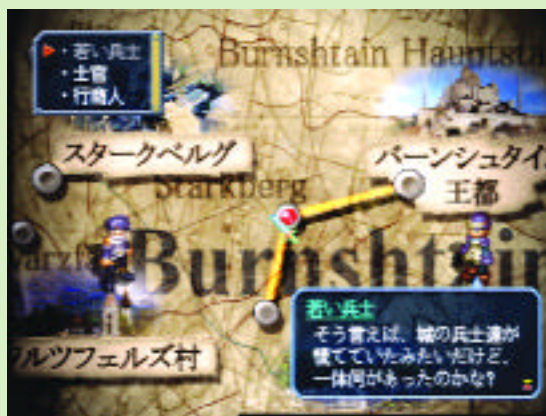 ・若い兵士
・士官
・行商人
Burnshtain Hauptsta
スタークベルグ
バーンシュタイ
王都
Starkberg
Burnshtain
arzf
ルツフェルズ村
若い兵士
そう言えば、城の兵士達が
慌てていたみたいだけど、
一体何があったのかな?